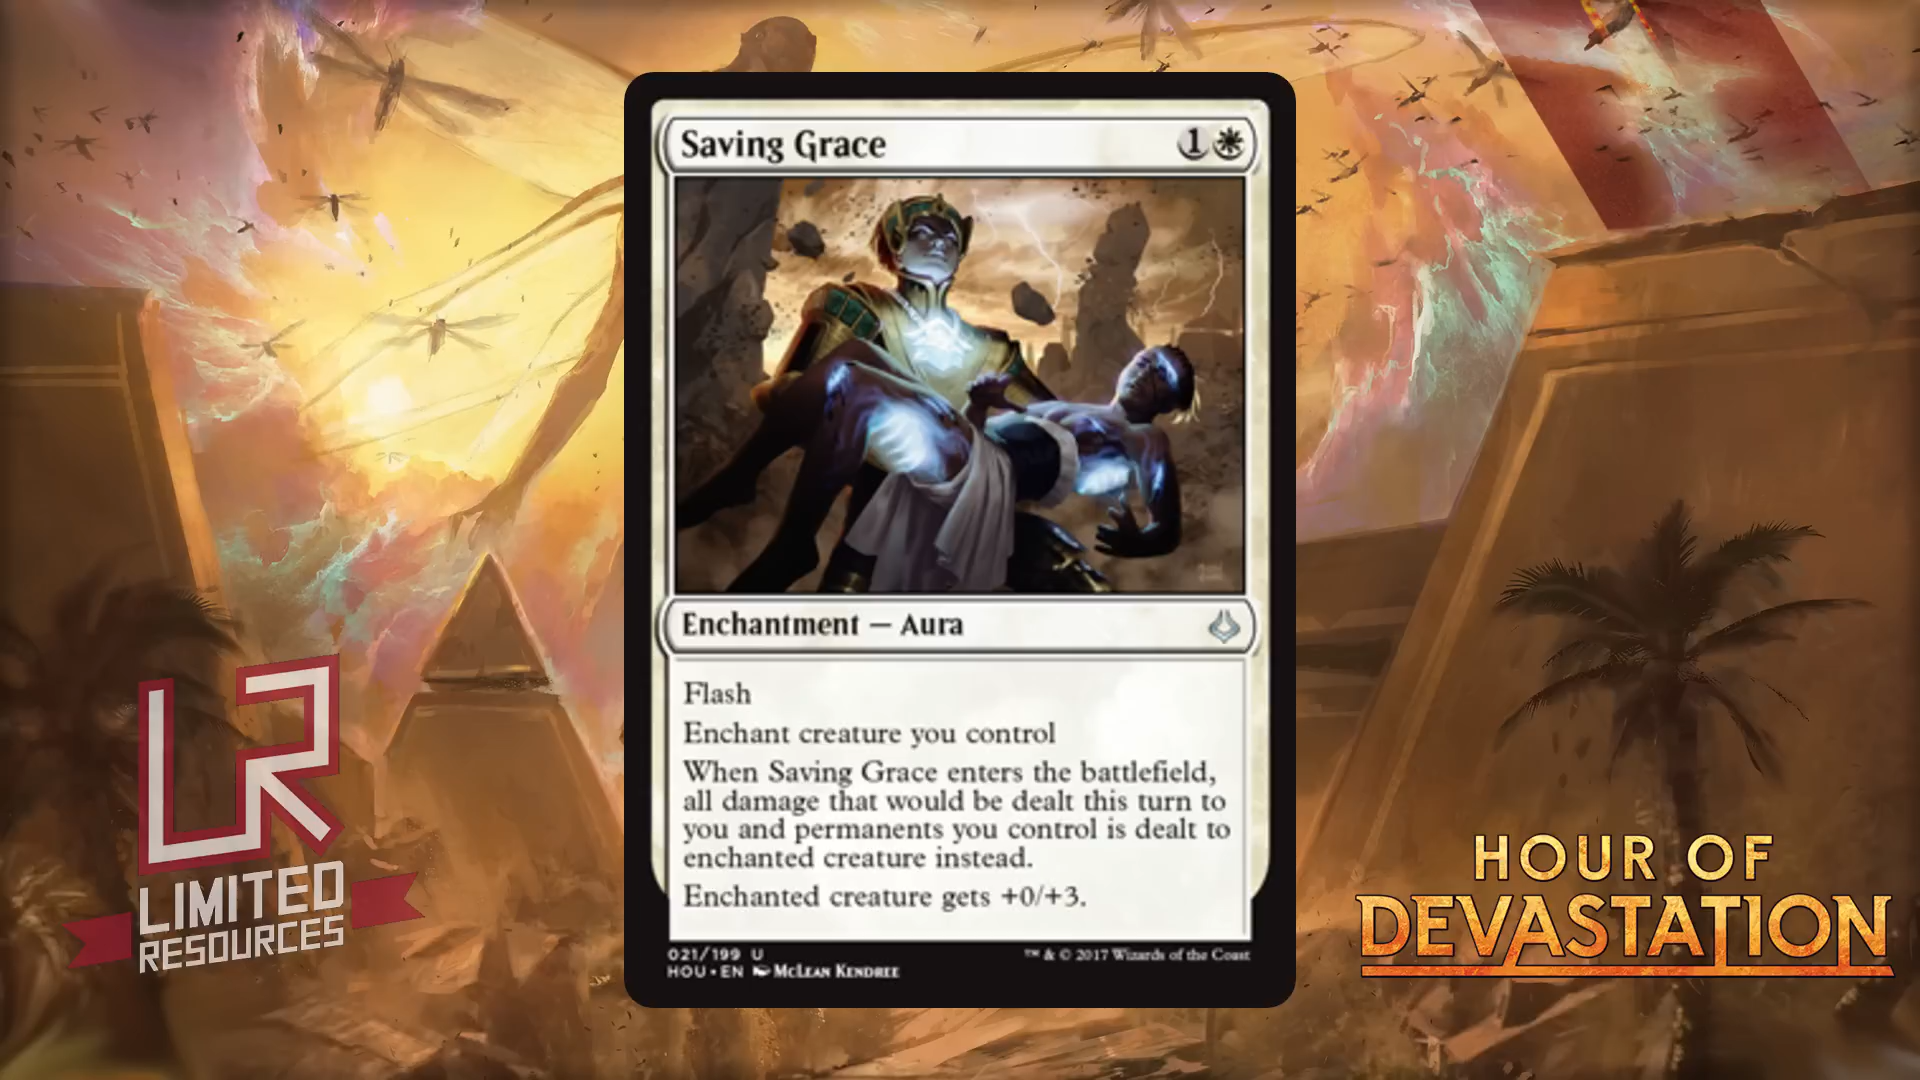 Saving Grace
1
Enchantment — Aura
Flash
Enchant creature you control
When Saving Grace enters the battlefield,
all damage that would be dealt this turn to
you and permanents you control is dealt to
enchanted creature instead.
Enchanted creature gets +0/+3.
021/199 U
HOU • EN McLean Kendree
™ & © 2017 Wizards of the Coast
LR
LIMITED
RESOURCES
HOUR OF
DEVASTATION